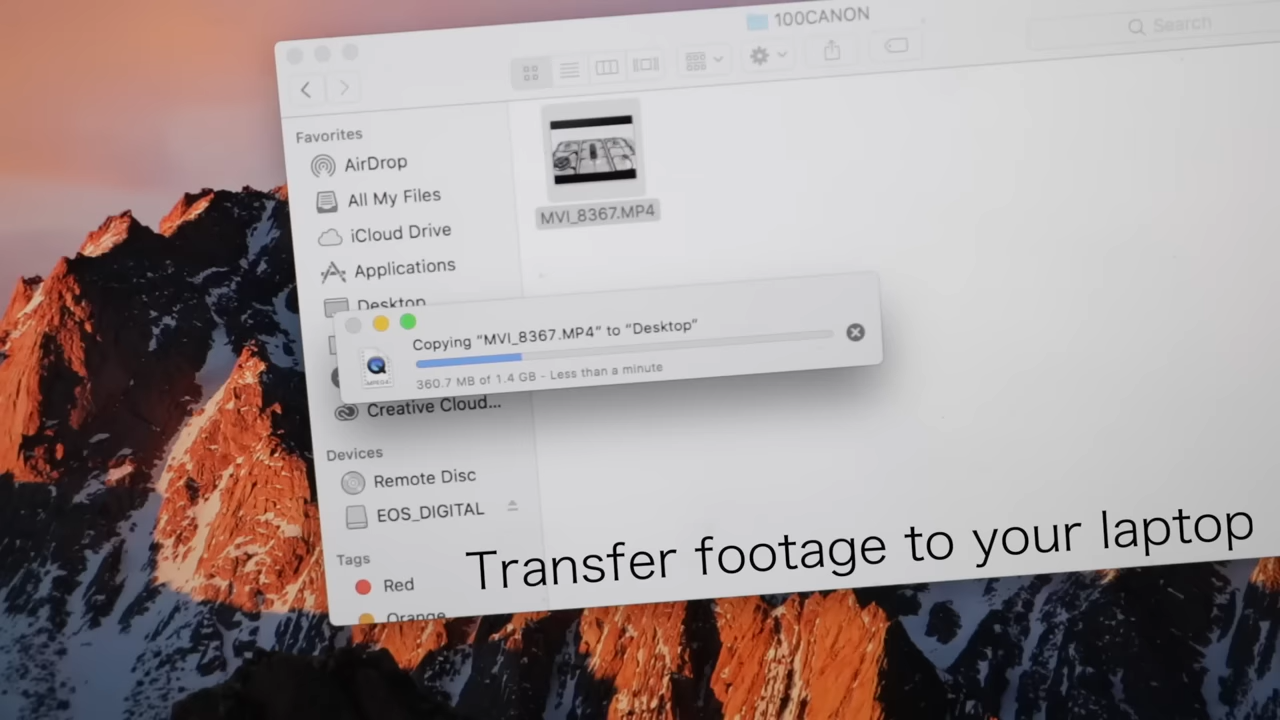 100CANON
Search
Favorites
AirDrop
All My Files
iCloud Drive
Applications
Desktop
MVI_8367.MP4
Copying “MVI_8367.MP4” to “Desktop”
360.7 MB of 1.4 GB - Less than a minute
MPEG4
Creative Cloud...
Devices
Remote Disc
EOS_DIGITAL
Tags
Red
Orange
Transfer footage to your laptop